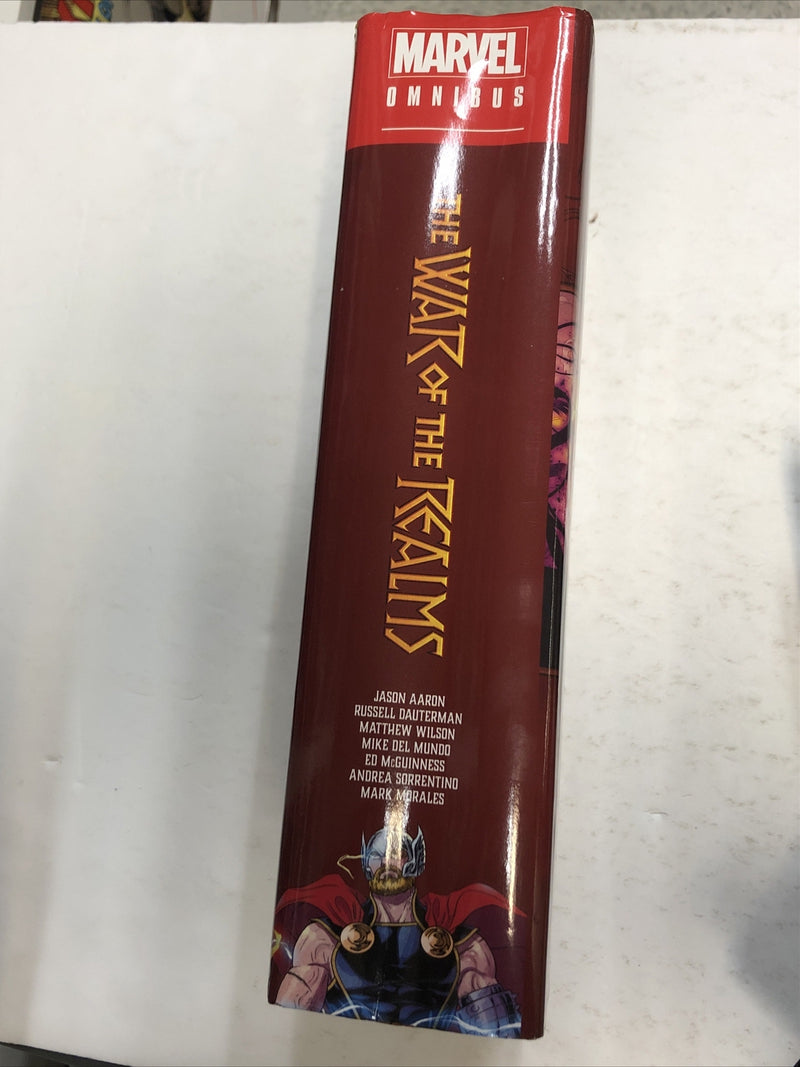 MARVEL
OMNIBUS
THE WAR OF THE REALMS
JASON AARON
RUSSELL DAUTERMAN
MATTHEW WILSON
MIKE DEL MUNDO
ED McGUINNESS
ANDREA SORRENTINO
MARK MORALES